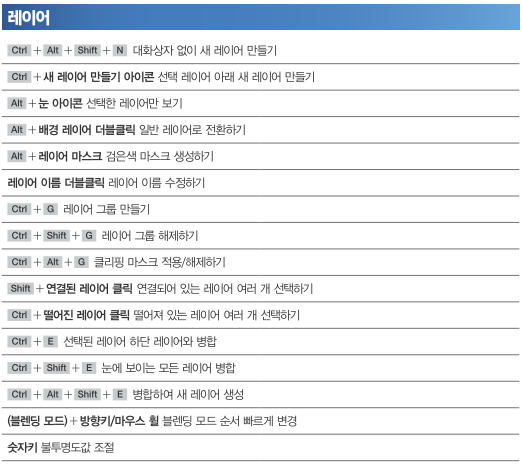 레이어
Ctrl + Alt + Shift + N 대화상자 없이 새 레이어 만들기
Ctrl + 새 레이어 만들기 아이콘 선택 레이어 아래 새 레이어 만들기
Alt + 눈 아이콘 선택한 레이어만 보기
Alt + 배경 레이어 더블클릭 일반 레이어로 전환하기
Alt + 레이어 마스크 검은색 마스크 생성하기
레이어 이름 더블클릭 레이어 이름 수정하기
Ctrl + G 레이어 그룹 만들기
Ctrl + Shift + G 레이어 그룹 해제하기
Ctrl + Alt + G 클리핑 마스크 적용/해제하기
Shift + 연결된 레이어 클릭 연결되어 있는 레이어 여러 개 선택하기
Ctrl + 떨어진 레이어 클릭 떨어져 있는 레이어 여러 개 선택하기
Ctrl + E 선택된 레이어 하단 레이어와 병합
Ctrl + Shift + E 눈에 보이는 모든 레이어 병합
Ctrl + Alt + Shift + E 병합하여 새 레이어 생성
(블렌딩 모드) + 방향키/마우스 휠 블렌딩 모드 순서 빠르게 변경
숫자키 불투명도값 조절